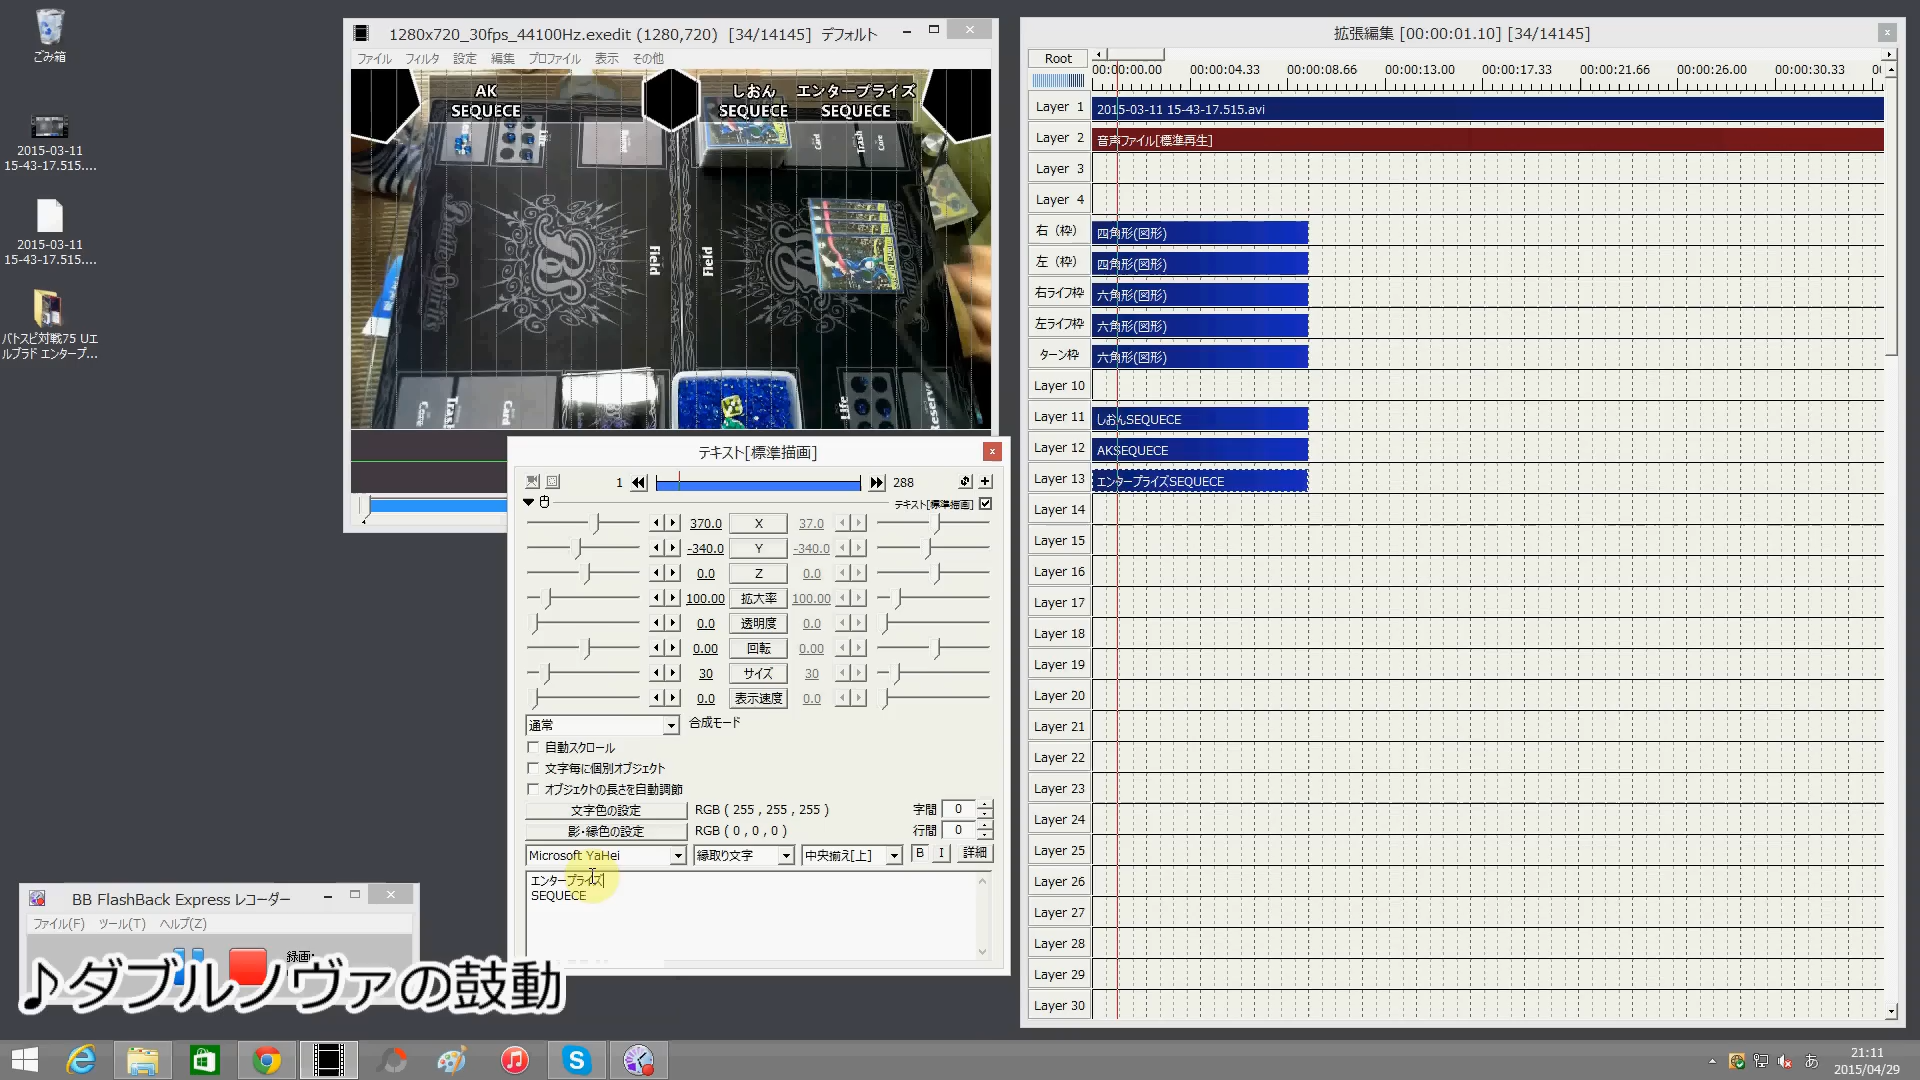 ごみ箱
2015-03-11
15-43-17.515....
2015-03-11
15-43-17.515....
バトスピ対戦75 Uエ
ルブラド エンタープ...
1280x720_30fps_44100Hz.exedit (1280,720) [34/14145] デフォルト
ファイル フィルタ 設定 編集 プロファイル 表示 その他
AK
SEQUECE
しおん
SEQUECE
エンタープライズ
SEQUECE
Field
Field
Card
Trash
Core
Life
Reserve
Core
Trash
Card
テキスト[標準描画]
1 288
テキスト[標準描画]
370.0 X 37.0
-340.0 Y -340.0
0.0 Z 0.0
100.00 拡大率 100.00
0.0 透明度 0.0
0.00 回転 0.00
30 サイズ 30
0.0 表示速度 0.0
通常 合成モード
自動スクロール
文字毎に個別オブジェクト
オブジェクトの長さを自動調節
文字色の設定 RGB ( 255 , 255 , 255 ) 字間 0
影・縁色の設定 RGB ( 0 , 0 , 0 ) 行間 0
Microsoft YaHei 縁取り文字 中央揃え[上] B I 詳細
エンタープライズ
SEQUECE
拡張編集 [00:00:01.10] [34/14145]
Root
00:00:00.00 00:00:04.33 00:00:08.66 00:00:13.00 00:00:17.33 00:00:21.66 00:00:26.00 00:00:30.33
Layer 1 2015-03-11 15-43-17.515.avi
Layer 2 音声ファイル[標準再生]
Layer 3
Layer 4
右（枠） 四角形(図形)
左（枠） 四角形(図形)
右ライフ枠 六角形(図形)
左ライフ枠 六角形(図形)
ターン枠 六角形(図形)
Layer 10
Layer 11 しおんSEQUECE
Layer 12 AKSEQUECE
Layer 13 エンタープライズSEQUECE
Layer 14
Layer 15
Layer 16
Layer 17
Layer 18
Layer 19
Layer 20
Layer 21
Layer 22
Layer 23
Layer 24
Layer 25
Layer 26
Layer 27
Layer 28
Layer 29
Layer 30
BB FlashBack Express レコーダー
ファイル(F) ツール(T) ヘルプ(Z)
録画:
♪ダブルノヴァの鼓動
あ
21:11
2015/04/29